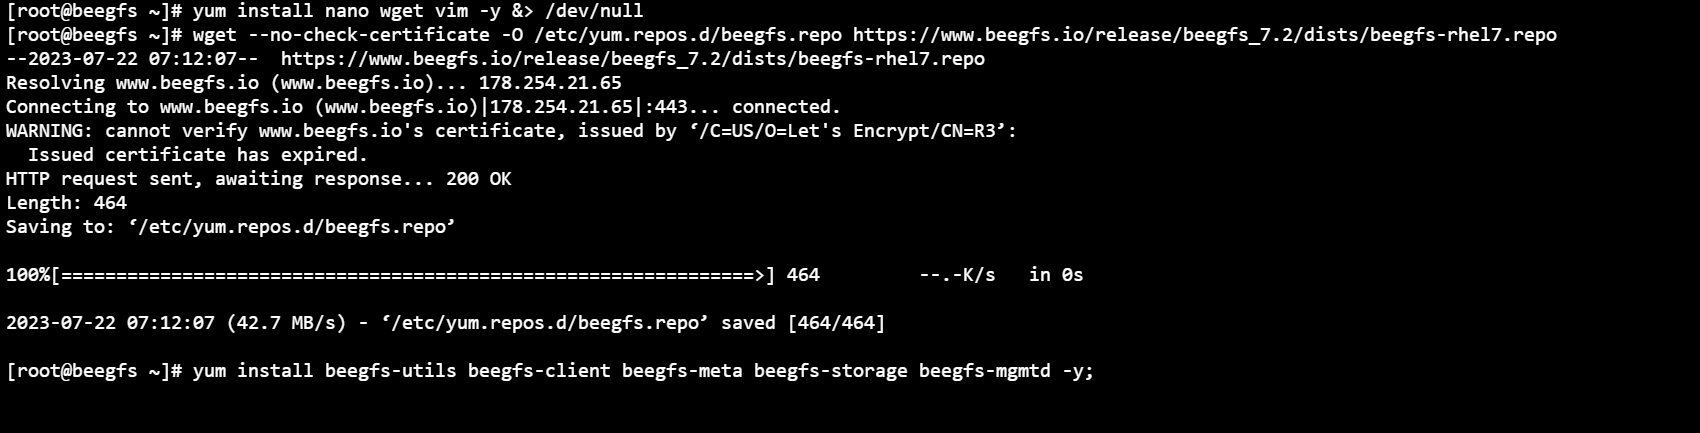 [root@beegfs ~]# yum install nano wget vim -y &> /dev/null
[root@beegfs ~]# wget --no-check-certificate -O /etc/yum.repos.d/beegfs.repo https://www.beegfs.io/release/beegfs_7.2/dists/beegfs-rhel7.repo
--2023-07-22 07:12:07--  https://www.beegfs.io/release/beegfs_7.2/dists/beegfs-rhel7.repo
Resolving www.beegfs.io (www.beegfs.io)... 178.254.21.65
Connecting to www.beegfs.io (www.beegfs.io)|178.254.21.65|:443... connected.
WARNING: cannot verify www.beegfs.io's certificate, issued by ‘/C=US/O=Let's Encrypt/CN=R3’:
  Issued certificate has expired.
HTTP request sent, awaiting response... 200 OK
Length: 464
Saving to: ‘/etc/yum.repos.d/beegfs.repo’
100%[===============================================================>] 464         --.-K/s   in 0s
2023-07-22 07:12:07 (42.7 MB/s) - ‘/etc/yum.repos.d/beegfs.repo’ saved [464/464]
[root@beegfs ~]# yum install beegfs-utils beegfs-client beegfs-meta beegfs-storage beegfs-mgmtd -y;